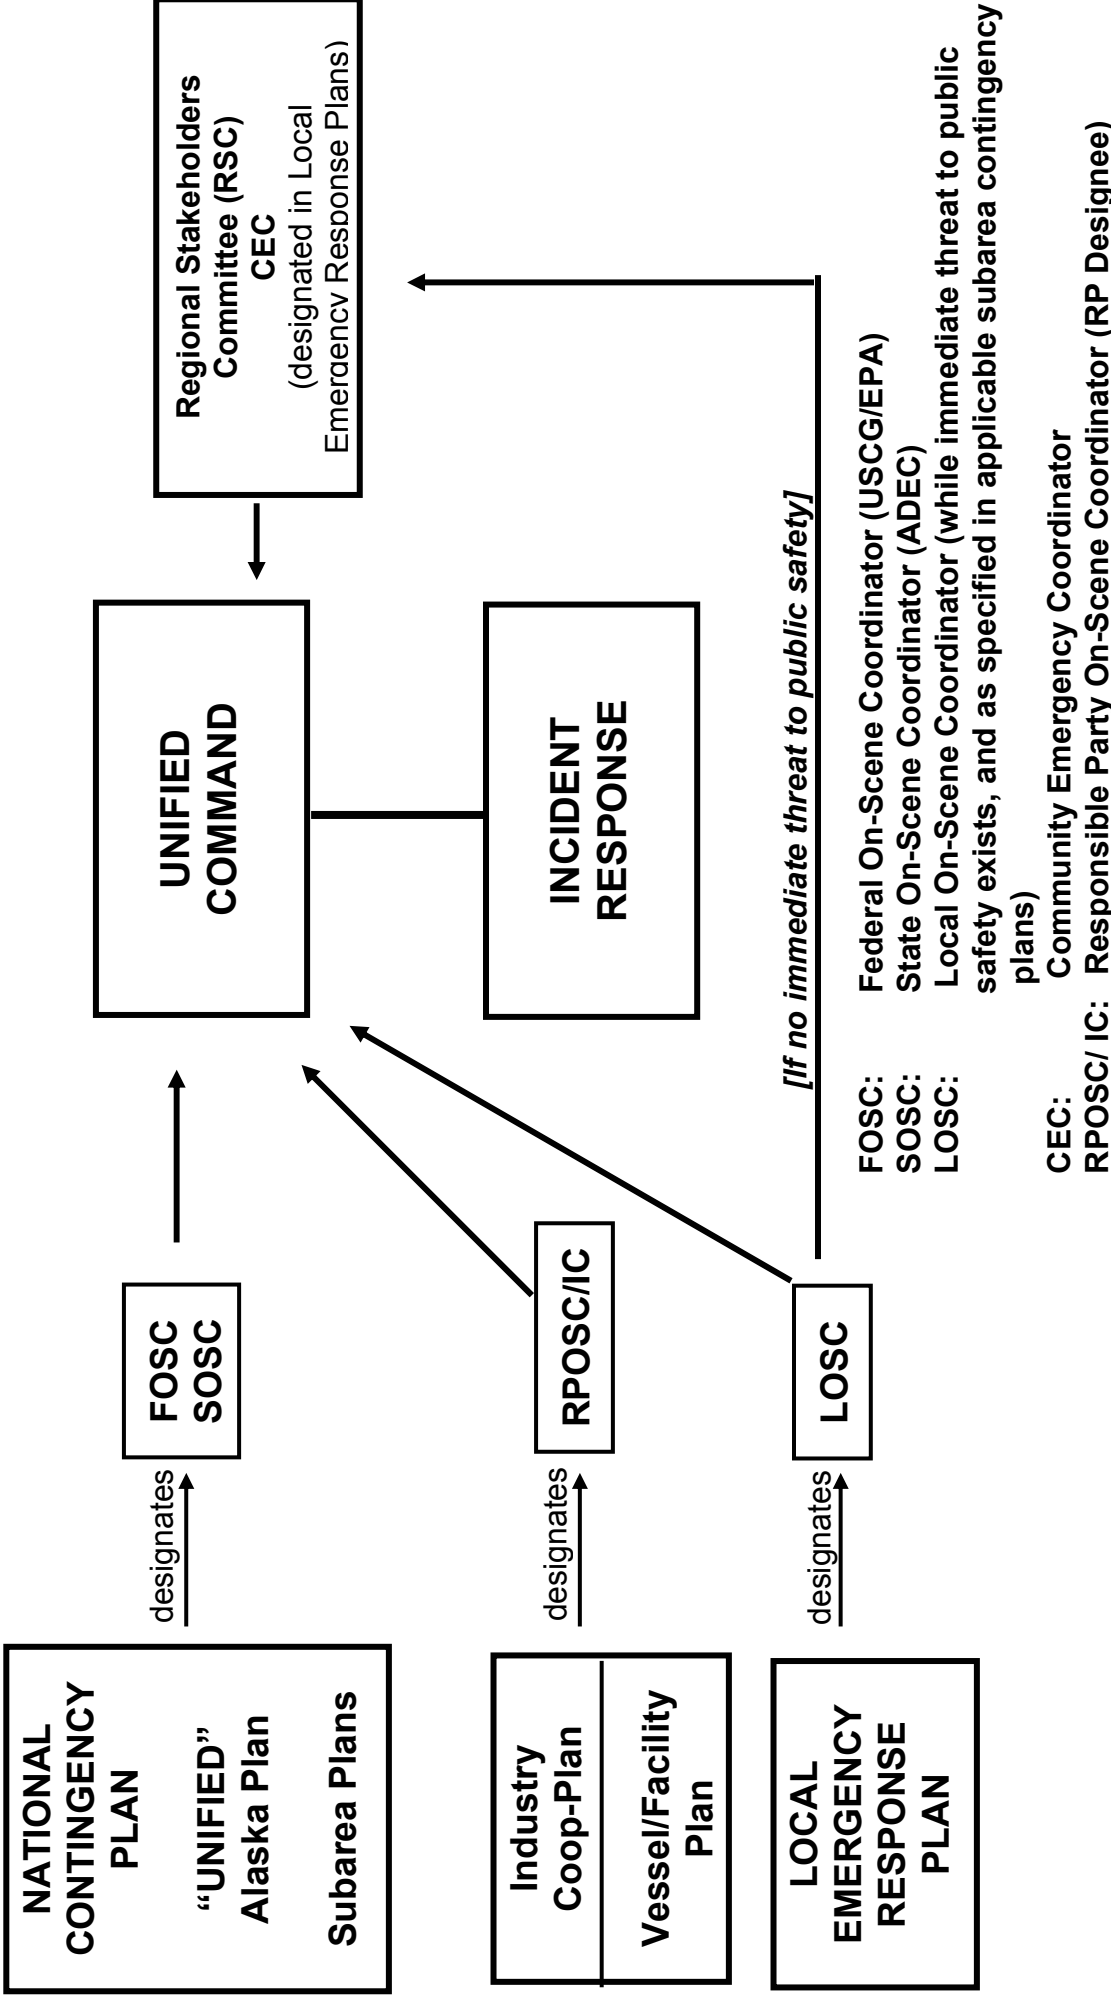 NATIONAL
CONTINGENCY
PLAN
“UNIFIED”
Alaska Plan
Subarea Plans
designates
FOSC
SOSC
UNIFIED
COMMAND
Regional Stakeholders
Committee (RSC)
CEC
(designated in Local
Emergency Response Plans)
Industry
Coop-Plan
Vessel/Facility
Plan
designates
RPOSC/IC
INCIDENT
RESPONSE
LOCAL
EMERGENCY
RESPONSE
PLAN
designates
LOSC
[If no immediate threat to public safety]
FOSC: Federal On-Scene Coordinator (USCG/EPA)
SOSC: State On-Scene Coordinator (ADEC)
LOSC: Local On-Scene Coordinator (while immediate threat to public
safety exists, and as specified in applicable subarea contingency
plans)
CEC: Community Emergency Coordinator
RPOSC/ IC: Responsible Party On-Scene Coordinator (RP Designee)